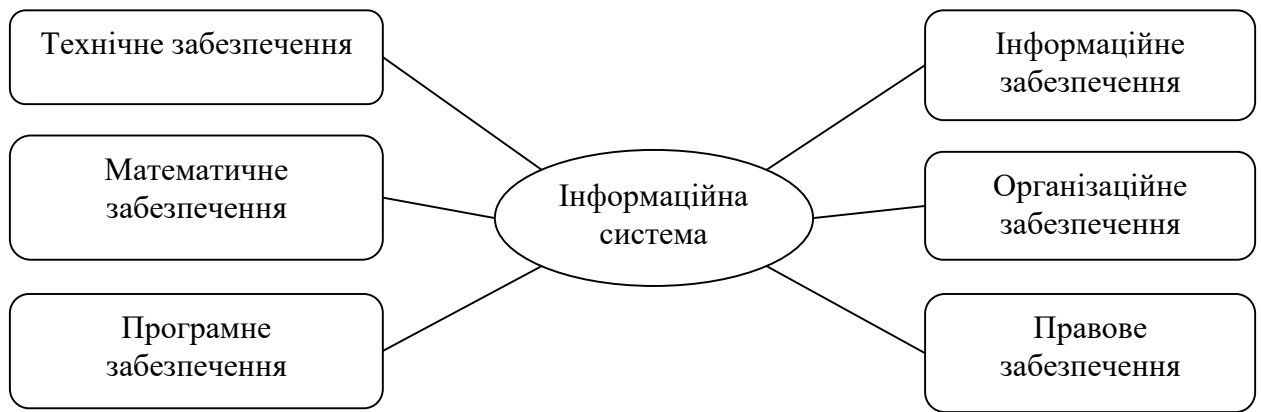 Технічне забезпечення
Математичне
забезпечення
Програмне
забезпечення
Інформаційна
система
Інформаційне
забезпечення
Організаційне
забезпечення
Правове
забезпечення